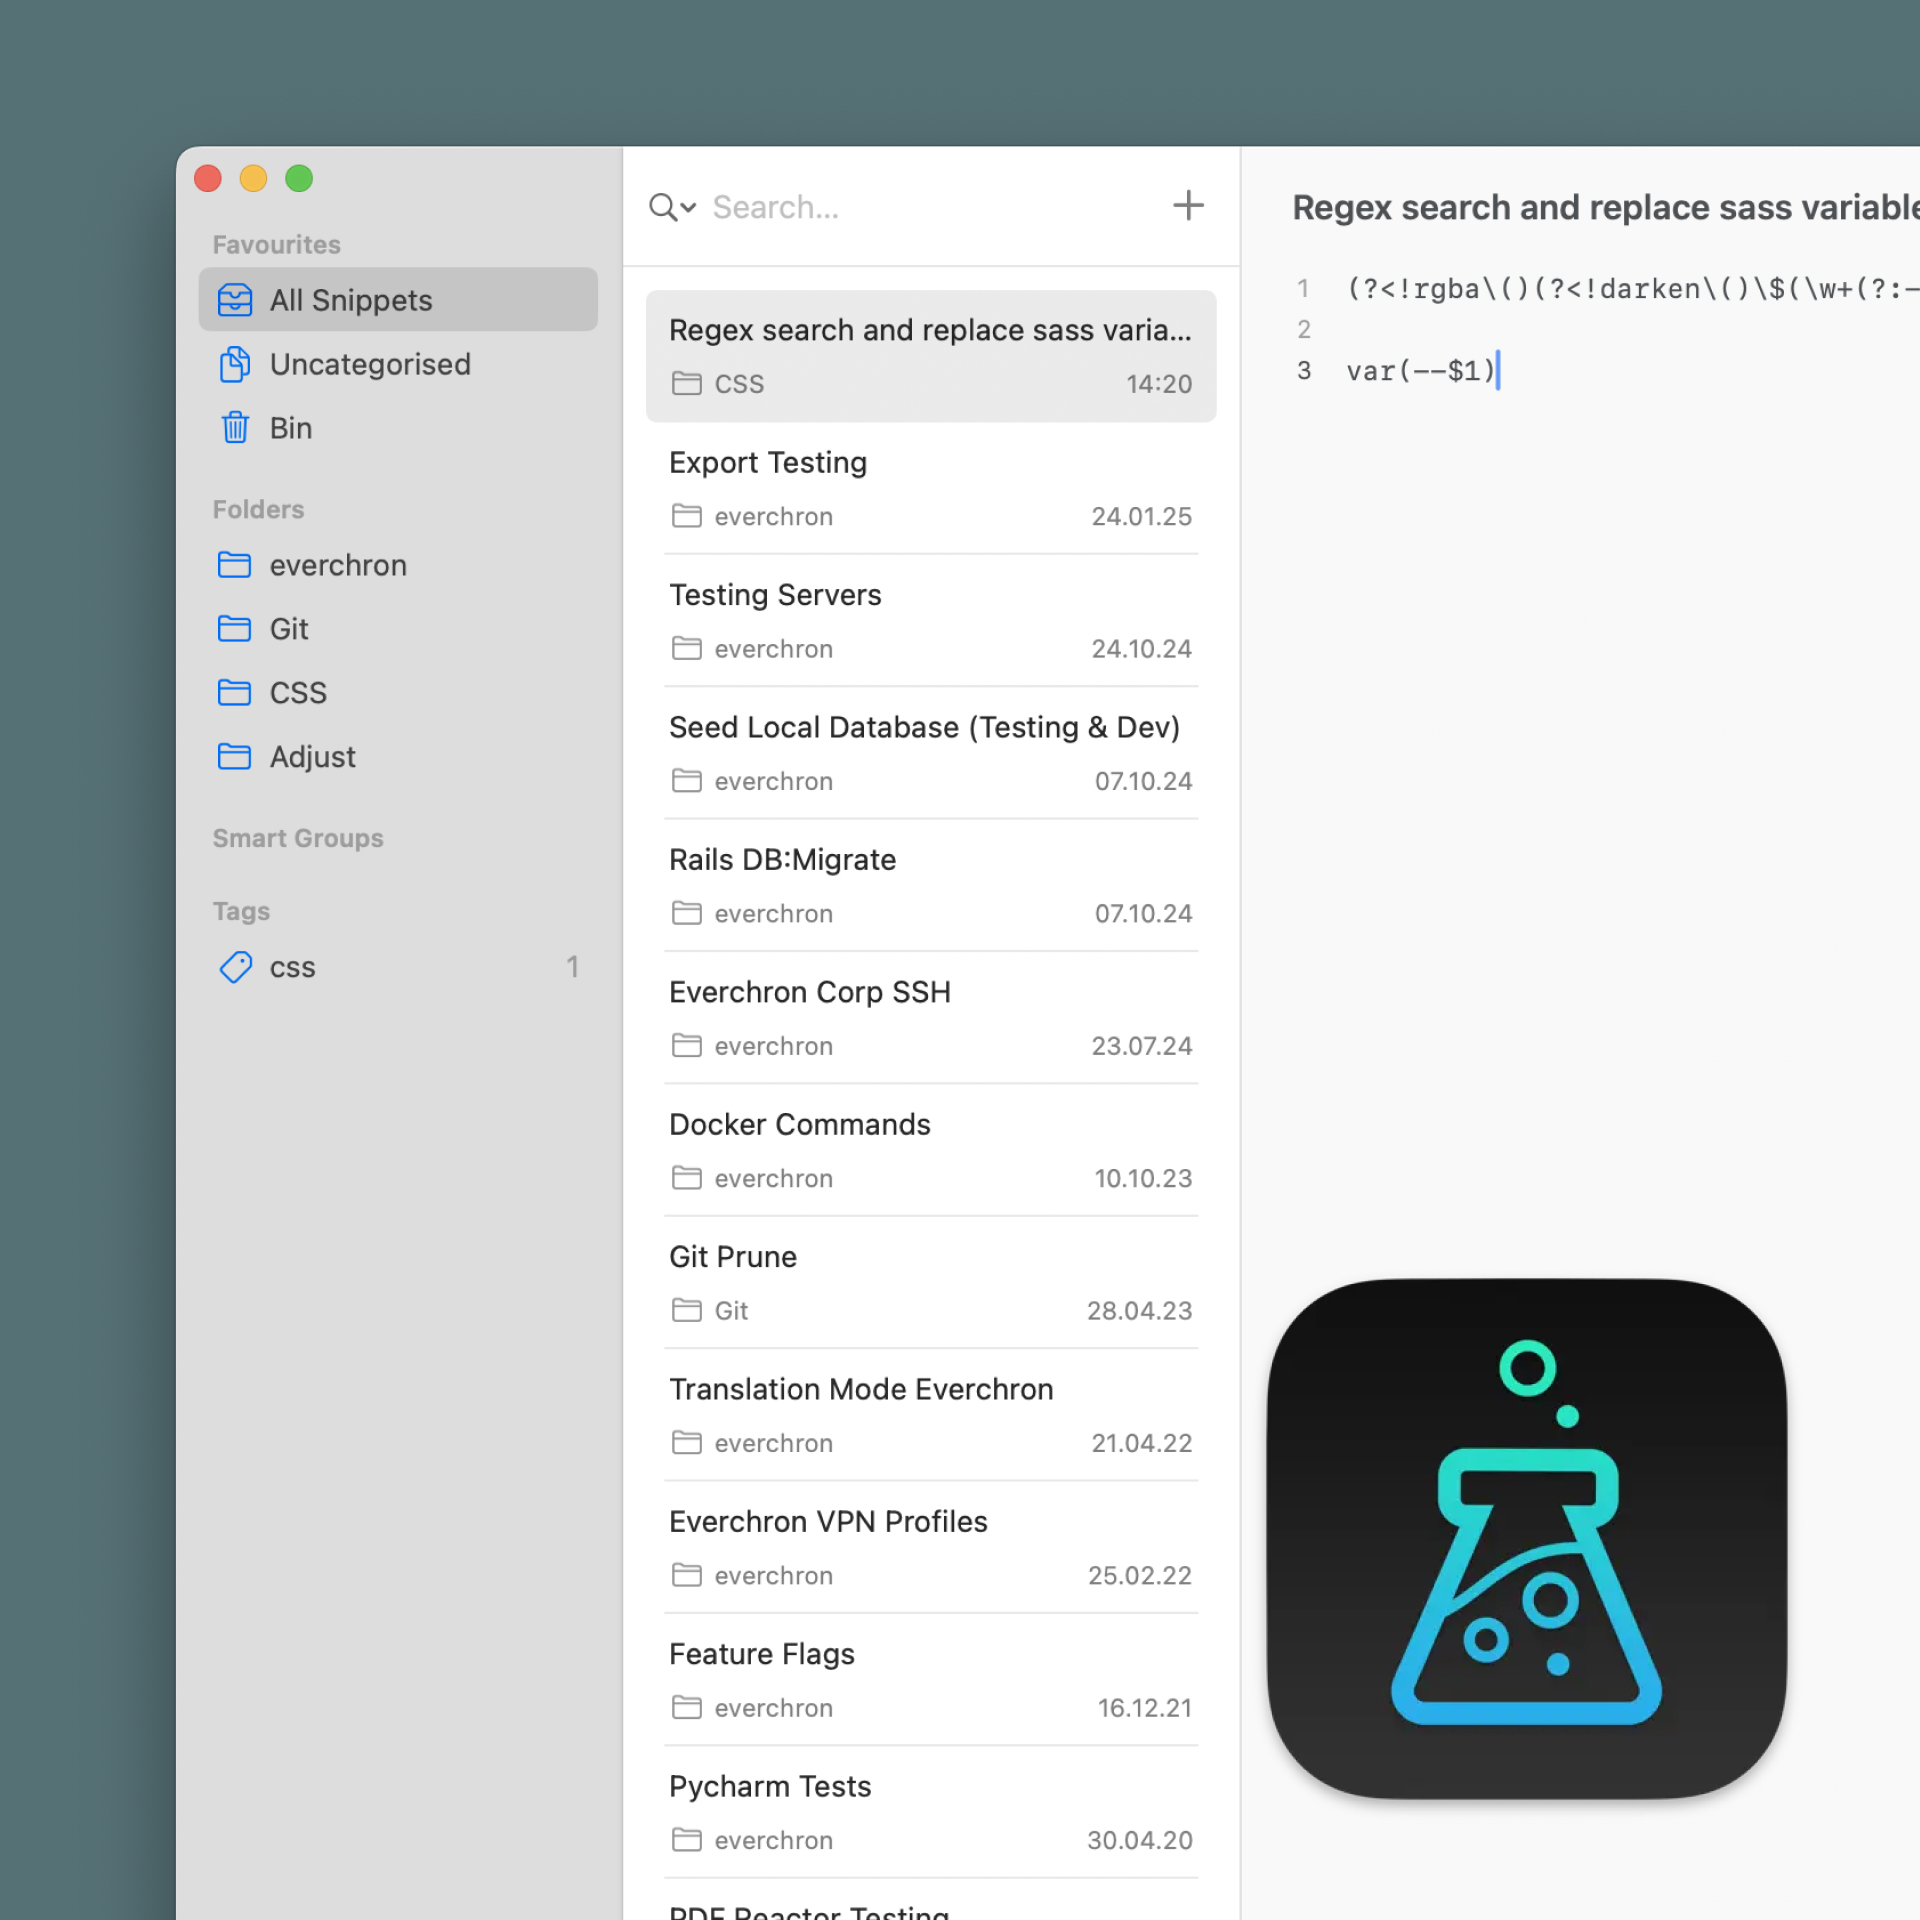 Favourites
All Snippets
Uncategorised
Bin
Folders
everchron
Git
CSS
Adjust
Smart Groups
Tags
css 1
Search...
Regex search and replace sass varia...
CSS 14:20
Export Testing
everchron 24.01.25
Testing Servers
everchron 24.10.24
Seed Local Database (Testing & Dev)
everchron 07.10.24
Rails DB:Migrate
everchron 07.10.24
Everchron Corp SSH
everchron 23.07.24
Docker Commands
everchron 10.10.23
Git Prune
Git 28.04.23
Translation Mode Everchron
everchron 21.04.22
Everchron VPN Profiles
everchron 25.02.22
Feature Flags
everchron 16.12.21
Pycharm Tests
everchron 30.04.20
PDF Reactor Testing
Regex search and replace sass variable
1 (?<!rgba\()(?<!darken\()\$(\w+(?:-
2
3 var(--$1)